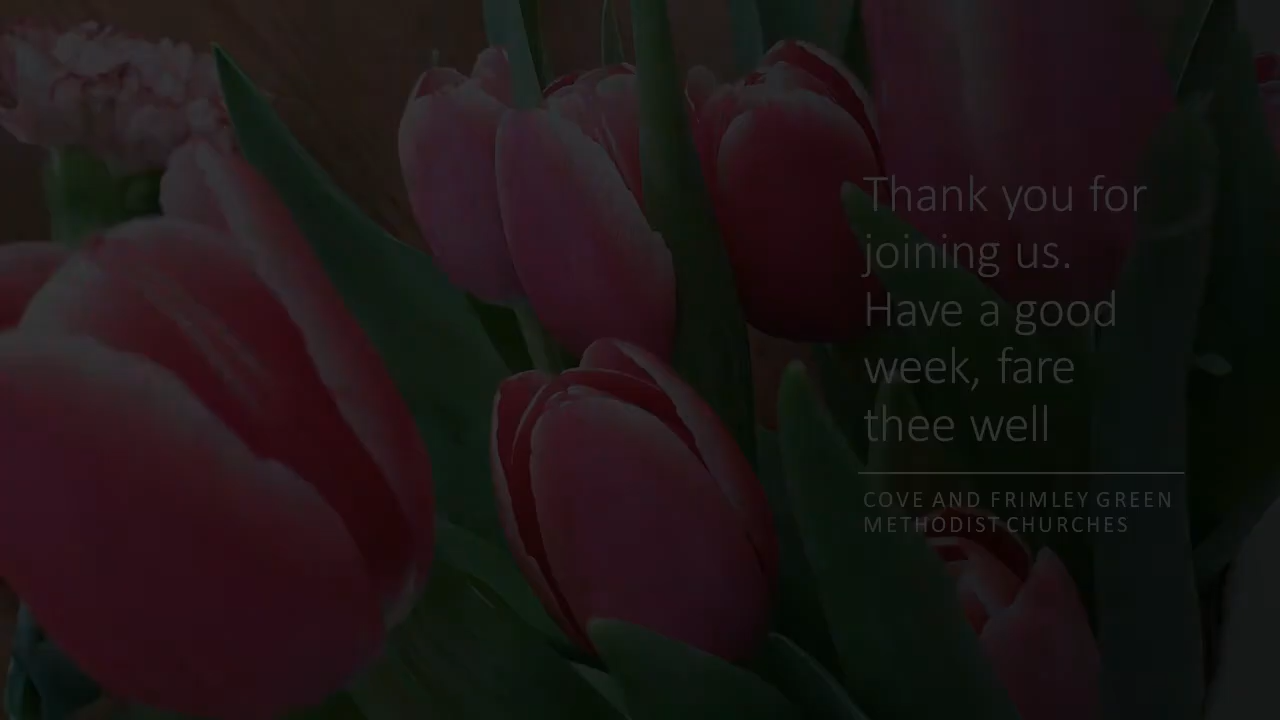 Thank you for
joining us.
Have a good
week, fare
thee well
COVE AND FRIMLEY GREEN
METHODIST CHURCHES